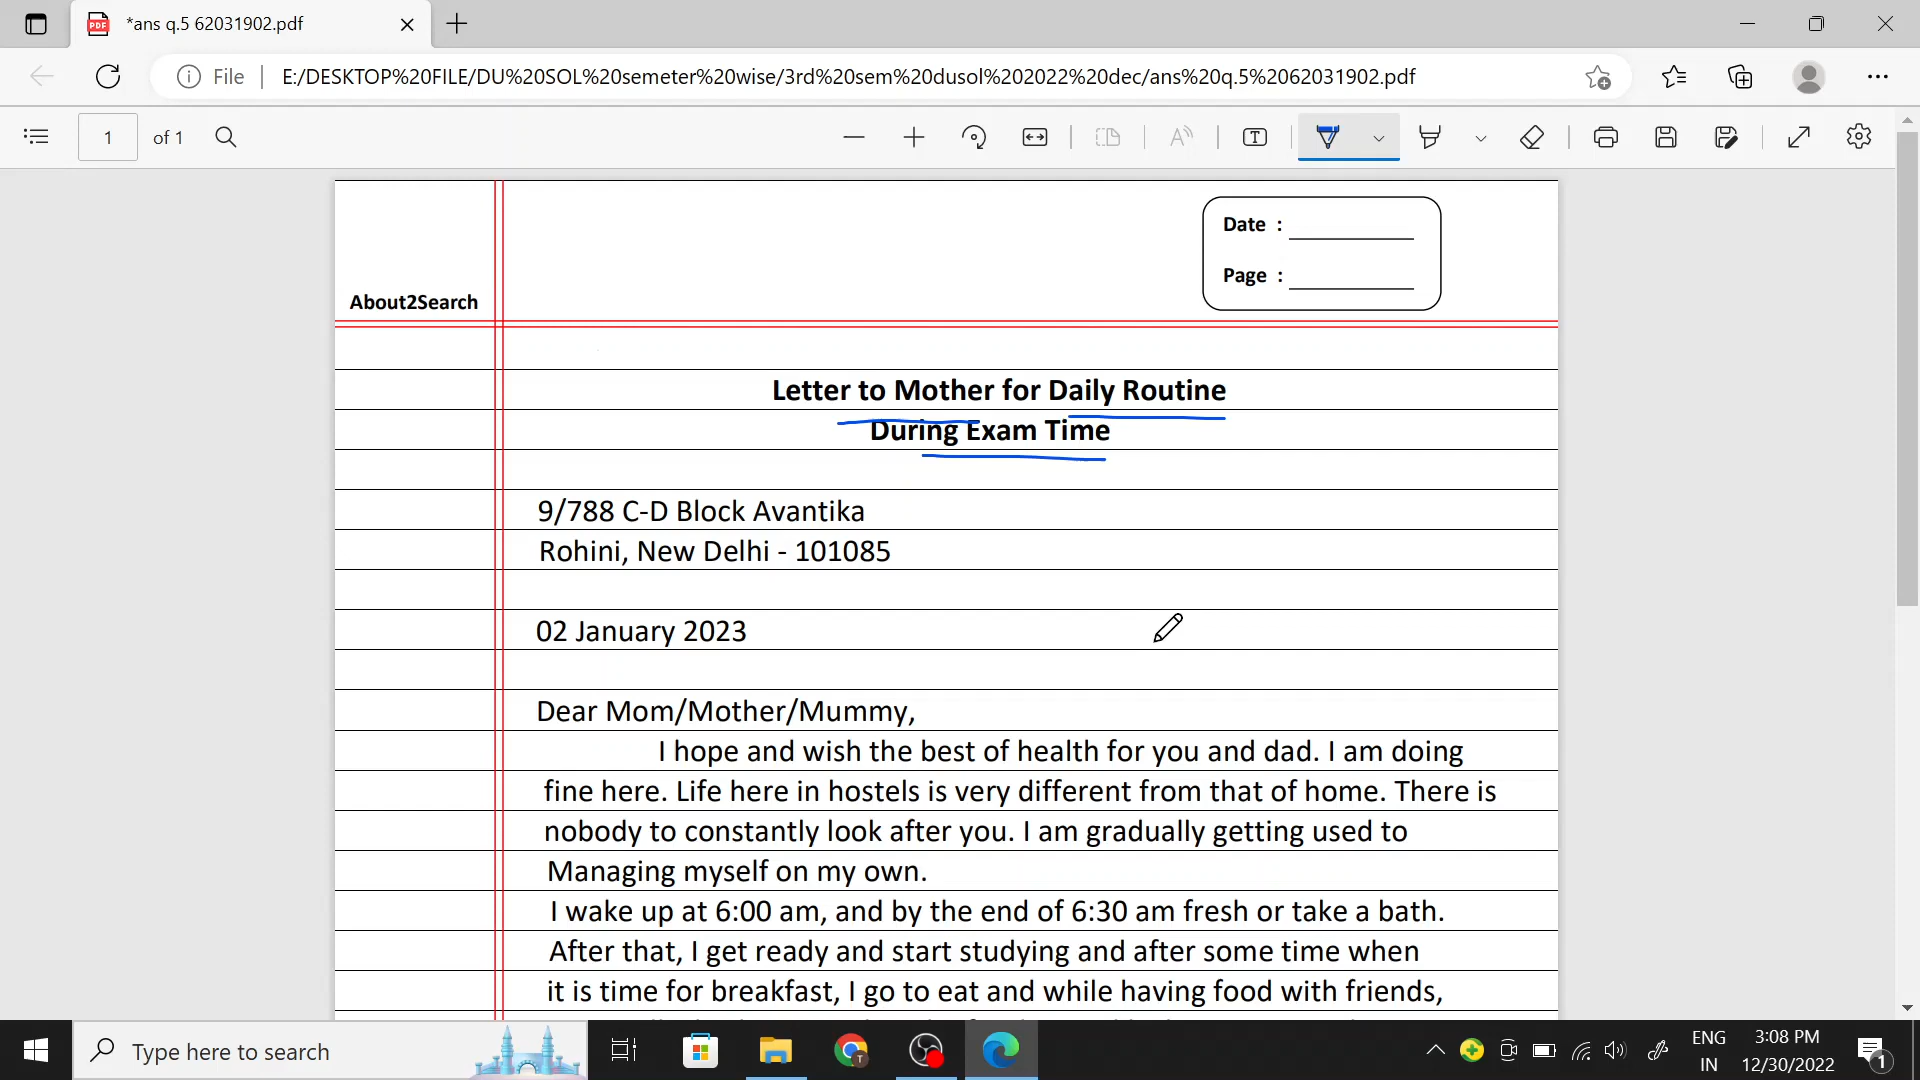 *ans q.5 62031902.pdf
File
E:/DESKTOP%20FILE/DU%20SOL%20semeter%20wise/3rd%20sem%20dusol%202022%20dec/ans%20q.5%2062031902.pdf
1 of 1
Date :
Page :
About2Search
Letter to Mother for Daily Routine
During Exam Time
9/788 C-D Block Avantika
Rohini, New Delhi - 101085
02 January 2023
Dear Mom/Mother/Mummy,
I hope and wish the best of health for you and dad. I am doing
fine here. Life here in hostels is very different from that of home. There is
nobody to constantly look after you. I am gradually getting used to
Managing myself on my own.
I wake up at 6:00 am, and by the end of 6:30 am fresh or take a bath.
After that, I get ready and start studying and after some time when
it is time for breakfast, I go to eat and while having food with friends,
Type here to search
ENG
IN
3:08 PM
12/30/2022
1